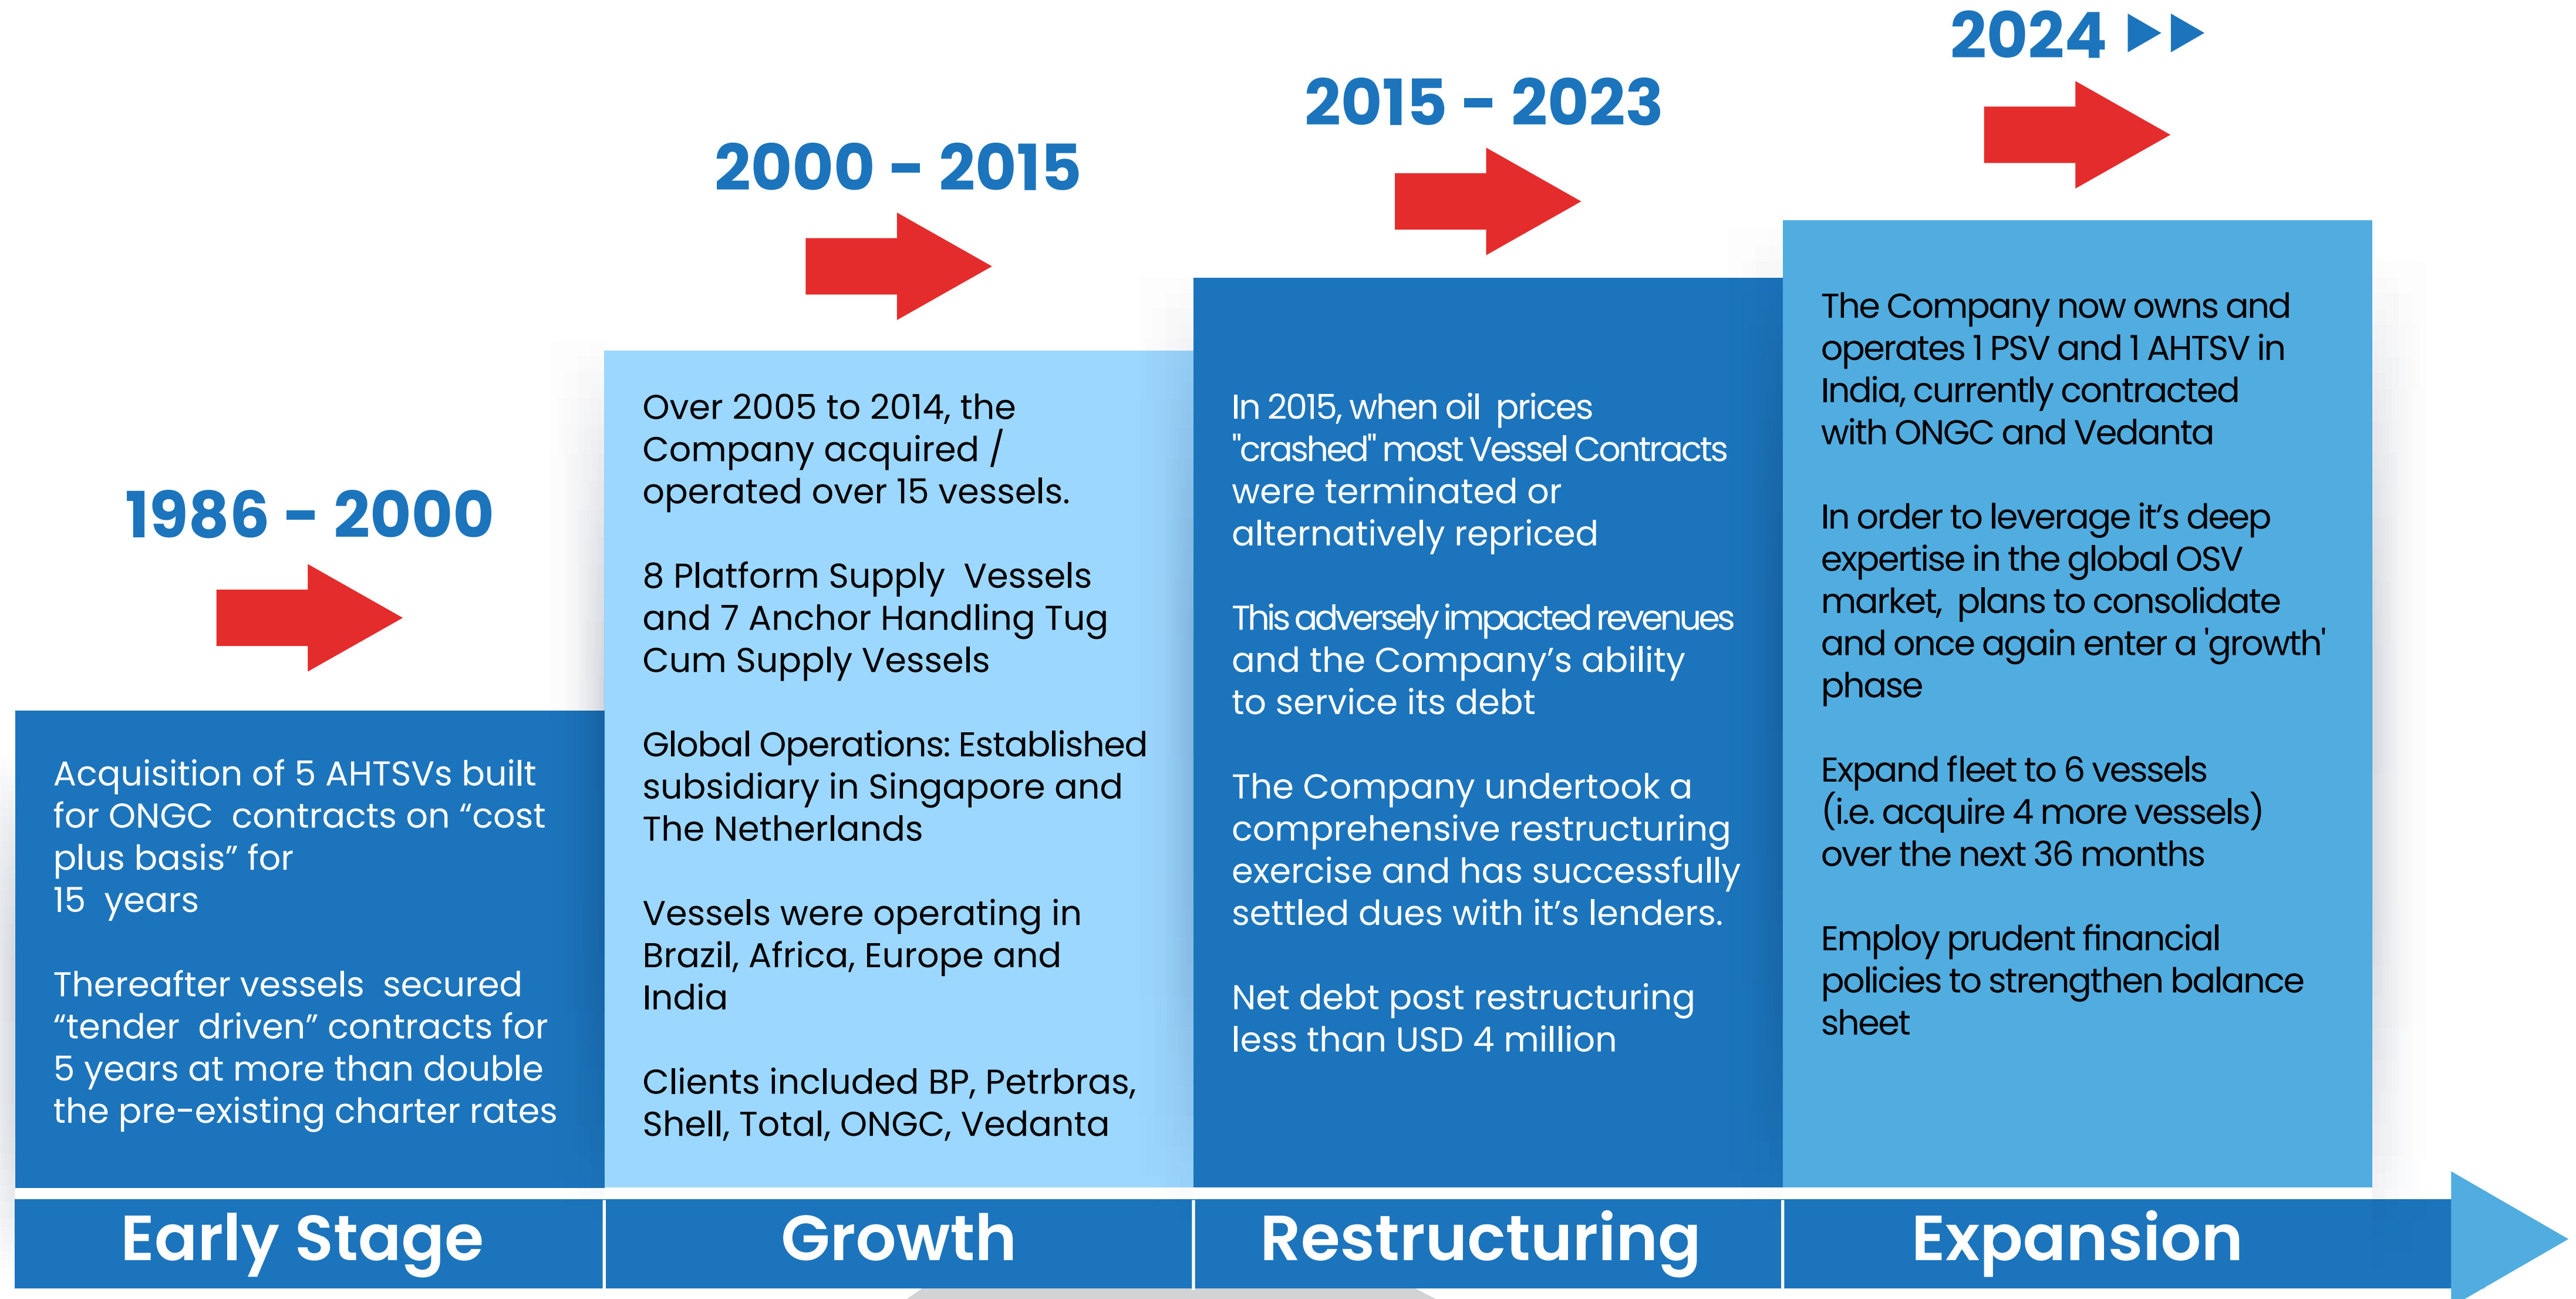 1986 - 2000
Acquisition of 5 AHTSVs built
for ONGC contracts on “cost
plus basis” for
15 years
Thereafter vessels secured
“tender driven” contracts for
5 years at more than double
the pre-existing charter rates
Early Stage
2000 - 2015
Over 2005 to 2014, the
Company acquired /
operated over 15 vessels.
8 Platform Supply Vessels
and 7 Anchor Handling Tug
Cum Supply Vessels
Global Operations: Established
subsidiary in Singapore and
The Netherlands
Vessels were operating in
Brazil, Africa, Europe and
India
Clients included BP, Petrbras,
Shell, Total, ONGC, Vedanta
Growth
2015 - 2023
In 2015, when oil prices
"crashed" most Vessel Contracts
were terminated or
alternatively repriced
This adversely impacted revenues
and the Company’s ability
to service its debt
The Company undertook a
comprehensive restructuring
exercise and has successfully
settled dues with it’s lenders.
Net debt post restructuring
less than USD 4 million
Restructuring
2024
The Company now owns and
operates 1 PSV and 1 AHTSV in
India, currently contracted
with ONGC and Vedanta
In order to leverage it’s deep
expertise in the global OSV
market, plans to consolidate
and once again enter a 'growth'
phase
Expand fleet to 6 vessels
(i.e. acquire 4 more vessels)
over the next 36 months
Employ prudent financial
policies to strengthen balance
sheet
Expansion